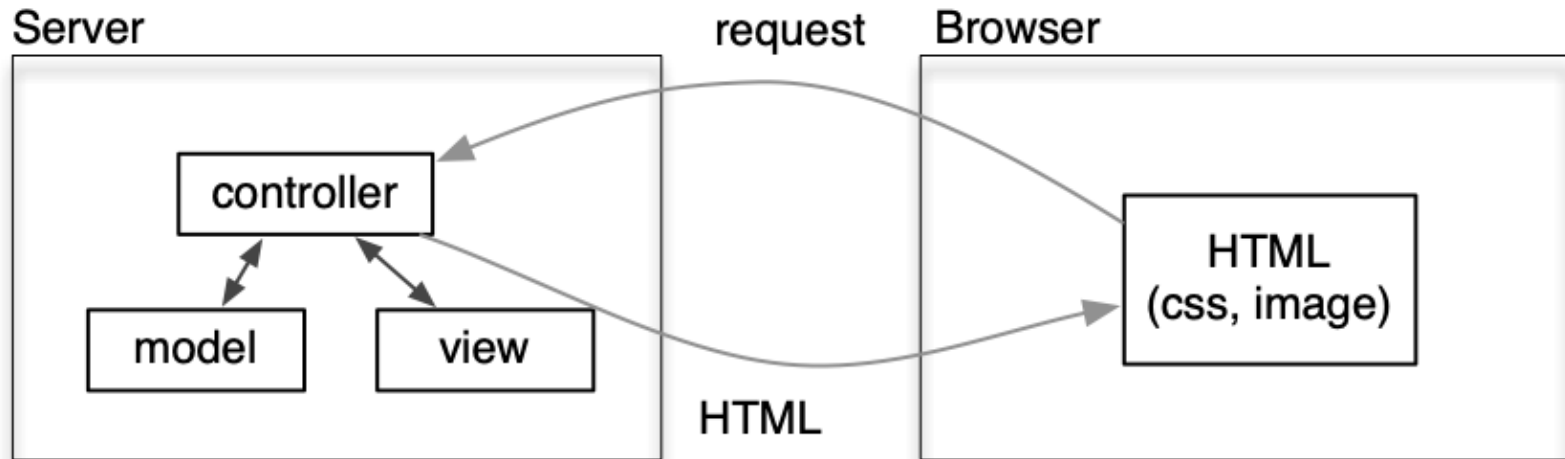 Server
request
Browser
controller
model
view
HTML
(css, image)
HTML